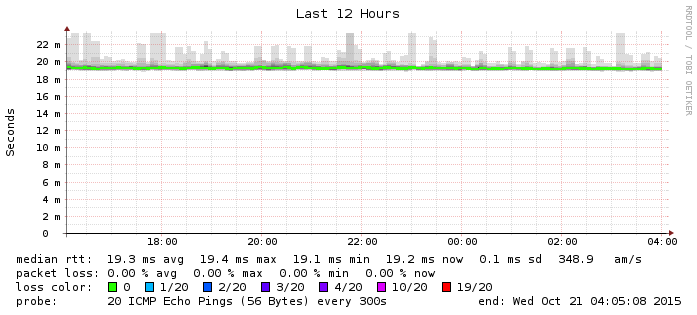 Last 12 Hours
RRDTOOL / TOBI OETIKER
Seconds
22 m
20 m
18 m
16 m
14 m
12 m
10 m
8 m
6 m
4 m
2 m
0
18:00 20:00 22:00 00:00 02:00 04:00
median rtt: 19.3 ms avg 19.4 ms max 19.1 ms min 19.2 ms now 0.1 ms sd 348.9 am/s
packet loss: 0.00 % avg 0.00 % max 0.00 % min 0.00 % now
loss color: 0 1/20 2/20 3/20 4/20 10/20 19/20
probe: 20 ICMP Echo Pings (56 Bytes) every 300s end: Wed Oct 21 04:05:08 2015